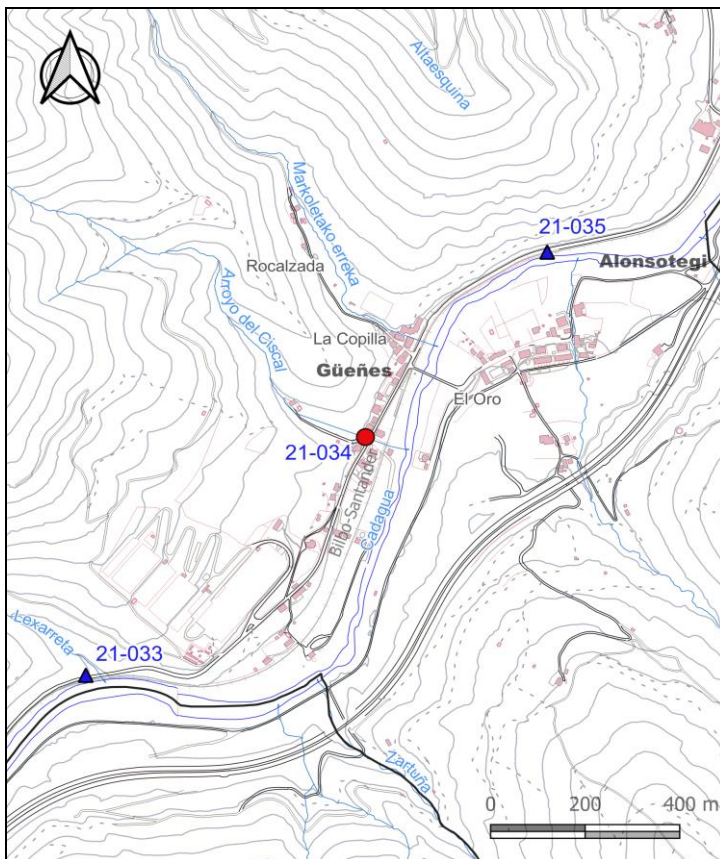 Altaesquina
Markoletako erreka
21-035
Rocalzada
Alonsotegi
Arroyo del Ciscal
La Copilla
Güeñes
El Oro
21-034
Bilbo-Santander
Cadagua
Lexarreta
21-033
Zartuña
0 200 400 m